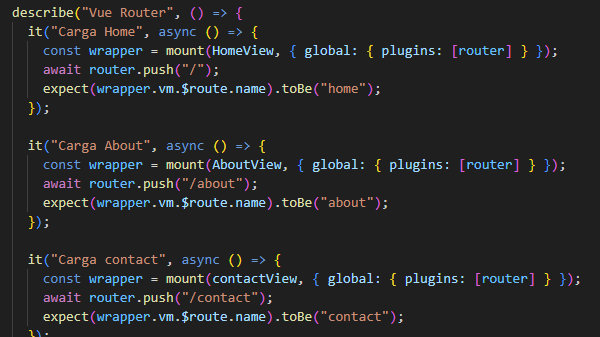 describe("Vue Router", () => {
it("Carga Home", async () => {
const wrapper = mount(HomeView, { global: { plugins: [router] } });
await router.push("/");
expect(wrapper.vm.$route.name).toBe("home");
});
it("Carga About", async () => {
const wrapper = mount(AboutView, { global: { plugins: [router] } });
await router.push("/about");
expect(wrapper.vm.$route.name).toBe("about");
});
it("Carga contact", async () => {
const wrapper = mount(contactView, { global: { plugins: [router] } });
await router.push("/contact");
expect(wrapper.vm.$route.name).toBe("contact");
});